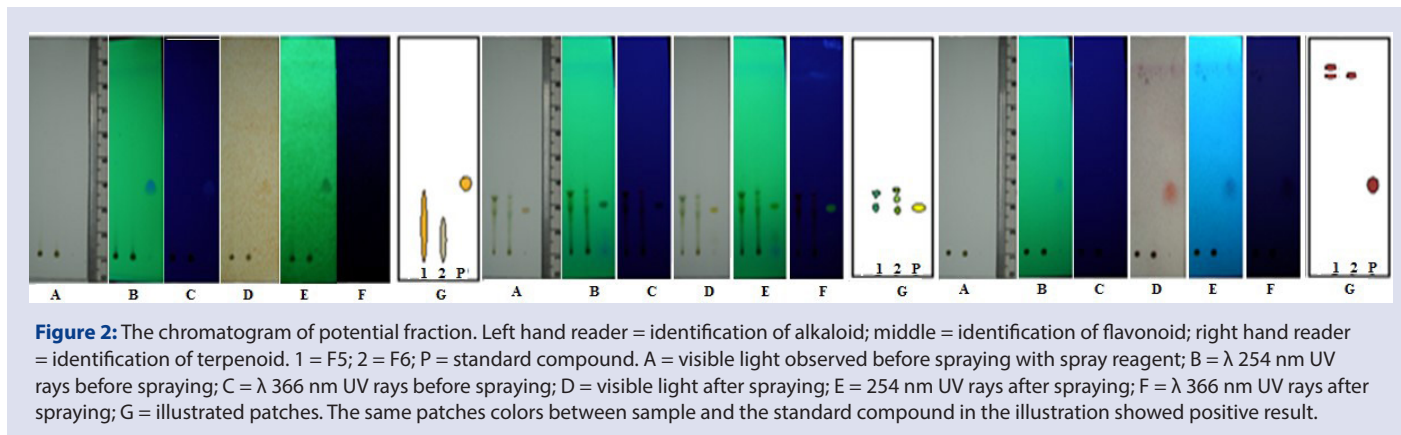 1 2 P
1 2 P
1 2 P
A B C D E F G A B C D E F G A B C D E F G
Figure 2: The chromatogram of potential fraction. Left hand reader = identification of alkaloid; middle = identification of flavonoid; right hand reader
= identification of terpenoid. 1 = F5; 2 = F6; P = standard compound. A = visible light observed before spraying with spray reagent; B = λ 254 nm UV
rays before spraying; C = λ 366 nm UV rays before spraying; D = visible light after spraying; E = 254 nm UV rays after spraying; F = λ 366 nm UV rays after
spraying; G = illustrated patches. The same patches colors between sample and the standard compound in the illustration showed positive result.